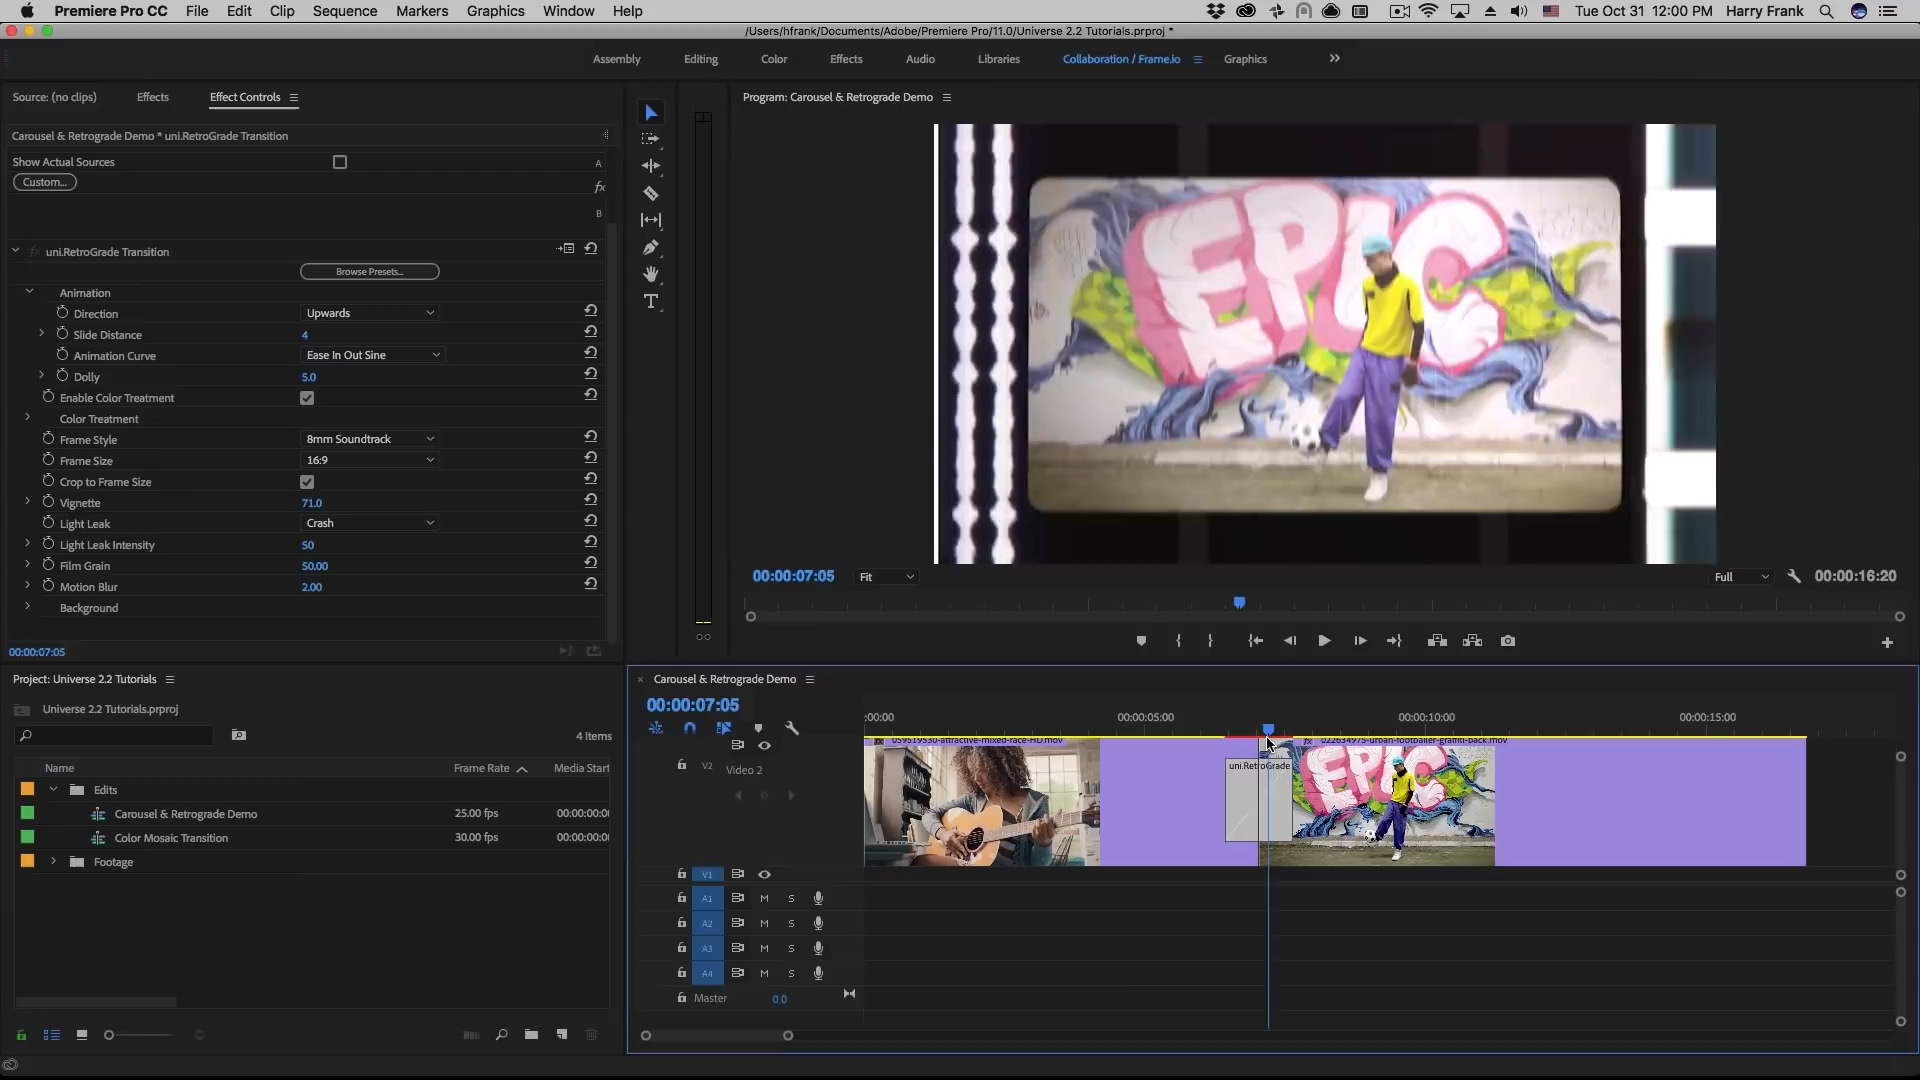 Premiere Pro CC File Edit Clip Sequence Markers Graphics Window Help
Tue Oct 31 12:00 PM Harry Frank
/Users/hfrank/Documents/Adobe/Premiere Pro/11.0/Universe 2.2 Tutorials.prproj *
Assembly Editing Color Effects Audio Libraries Collaboration / Frame.io Graphics
Source: (no clips) Effects Effect Controls
Program: Carousel & Retrograde Demo
Carousel & Retrograde Demo * uni.RetroGrade Transition
Show Actual Sources A
Custom... fx
B
fx uni.RetroGrade Transition
Browse Presets...
Animation
Direction Upwards
Slide Distance 4
Animation Curve Ease In Out Sine
Dolly 5.0
Enable Color Treatment
Color Treatment
Frame Style 8mm Soundtrack
Frame Size 16:9
Crop to Frame Size
Vignette 71.0
Light Leak Crash
Light Leak Intensity 50
Film Grain 50.00
Motion Blur 2.00
Background
00:00:07:05
T
EPIC
00:00:07:05 Fit Full 00:00:16:20
Project: Universe 2.2 Tutorials
Universe 2.2 Tutorials.prproj
4 Items
Name Frame Rate Media Start
Edits
Carousel & Retrograde Demo 25.00 fps 00:00:00:0
Color Mosaic Transition 30.00 fps 00:00:00:0
Footage
Carousel & Retrograde Demo
00:00:07:05
:00:00 00:00:05:00 00:00:10:00 00:00:15:00
fx 059519530-attractive-mixed-race-HD.mov fx 022634975-urban-footballer-graffiti-back.mov
V2 Video 2
uni.RetroGrade
EPIC
V1
A1 M S
A2 M S
A3 M S
A4 M S
Master 0.0